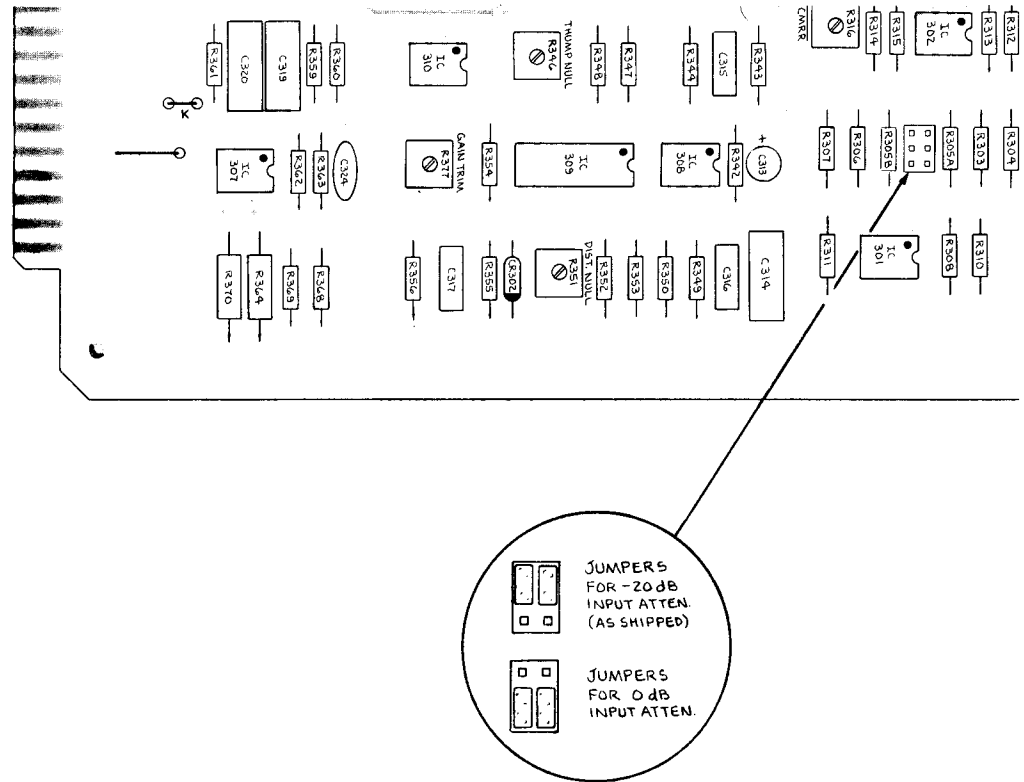 R361
C320
C319
R359
R360
IC
310
R346
THUMP NULL
R348
R347
R344
C315
R343
R316
CMRR
R314
R315
IC
302
R313
R312
K
IC
307
R362
R363
C324
R377
GAIN TRIM
R354
IC
309
IC
308
R342
+
C313
R307
R306
R305B
R305A
R303
R304
R370
R364
R369
R368
R356
C317
R355
CR302
R351
DIST. NULL
R352
R353
R350
R349
C316
C314
R311
IC
301
R308
R310
JUMPERS
FOR -20dB
INPUT ATTEN.
(AS SHIPPED)
JUMPERS
FOR 0 dB
INPUT ATTEN.